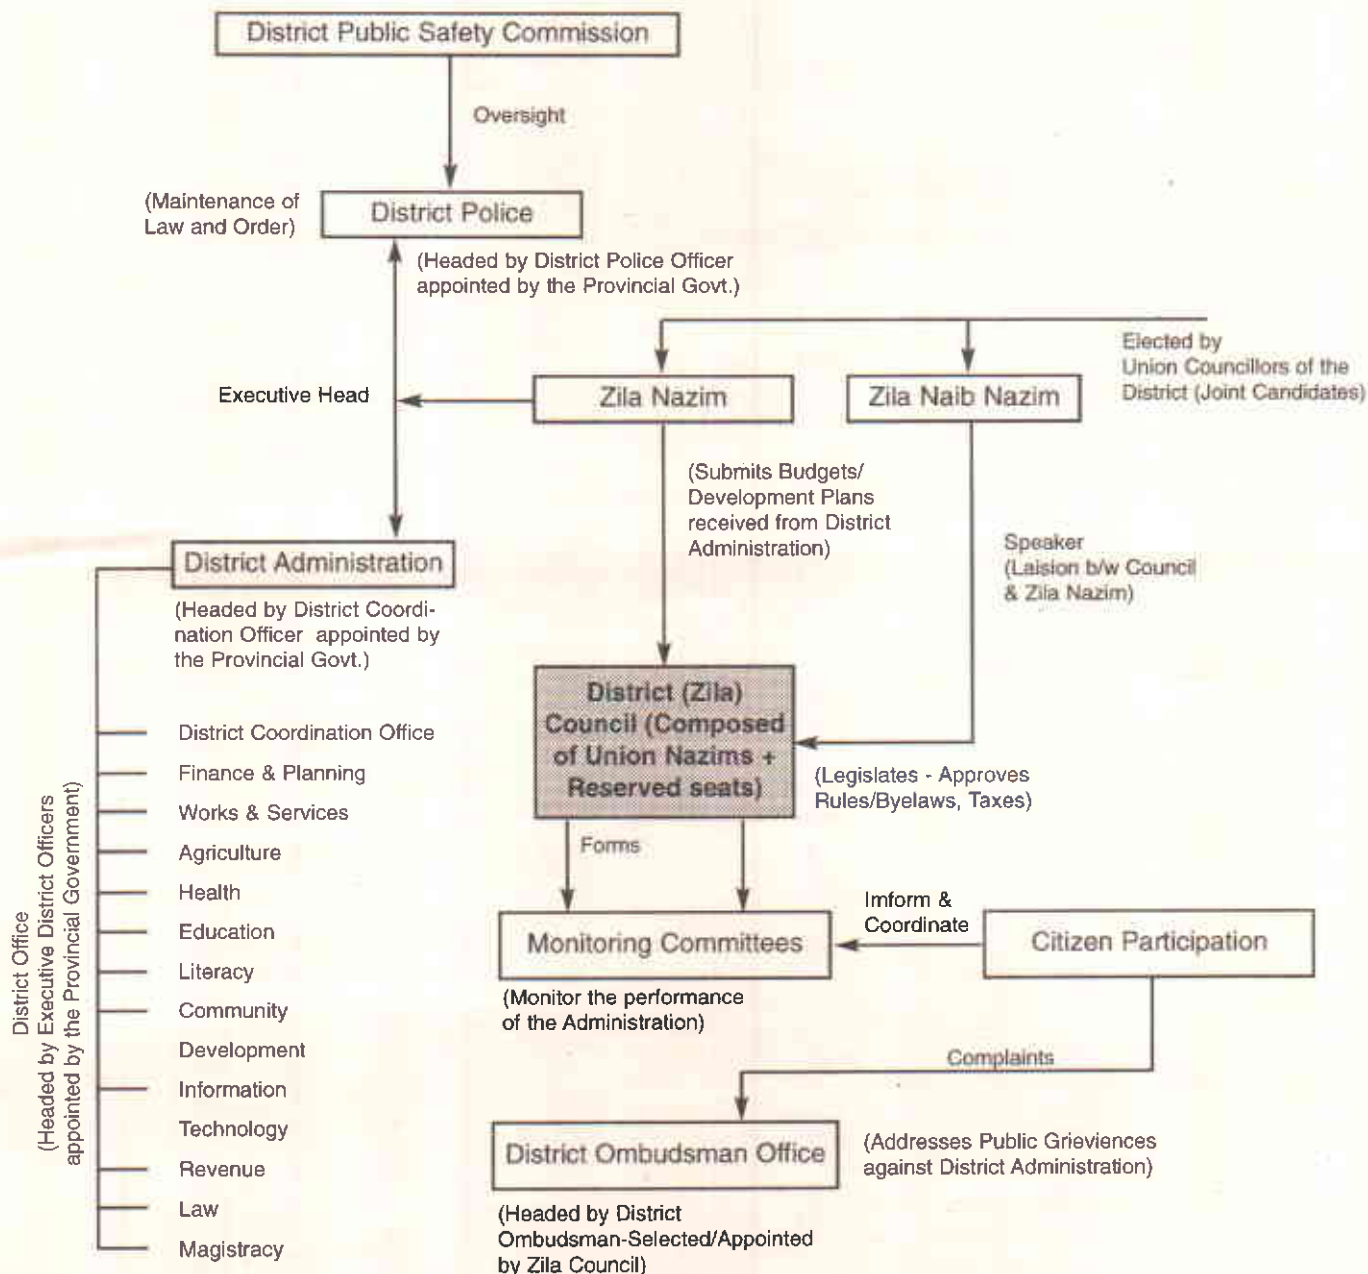 District Public Safety Commission
Oversight
(Maintenance of
Law and Order)
District Police
(Headed by District Police Officer
appointed by the Provincial Govt.)
Elected by
Union Councillors of the
District (Joint Candidates)
Executive Head
Zila Nazim
Zila Naib Nazim
(Submits Budgets/
Development Plans
received from District
Administration)
Speaker
(Laision b/w Council
& Zila Nazim)
District Administration
(Headed by District Coordi-
nation Officer appointed by
the Provincial Govt.)
District (Zila)
Council (Composed
of Union Nazims +
Reserved seats)
(Legislates - Approves
Rules/Byelaws, Taxes)
District Office
(Headed by Executive District Officers
appointed by the Provincial Government)
District Coordination Office
Finance & Planning
Works & Services
Agriculture
Health
Education
Literacy
Community
Development
Information
Technology
Revenue
Law
Magistracy
Forms
Monitoring Committees
(Monitor the performance
of the Administration)
Imform &
Coordinate
Citizen Participation
Complaints
District Ombudsman Office
(Addresses Public Grieviences
against District Administration)
(Headed by District
Ombudsman-Selected/Appointed
by Zila Council)